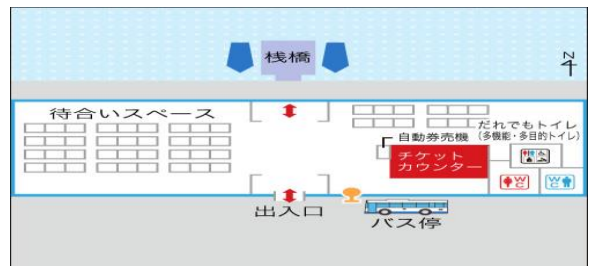 桟橋
N
待合いスペース
だれでもトイレ
(多機能・多目的トイレ)
自動券売機
チケット
カウンター
WC
WC
出入口
バス停